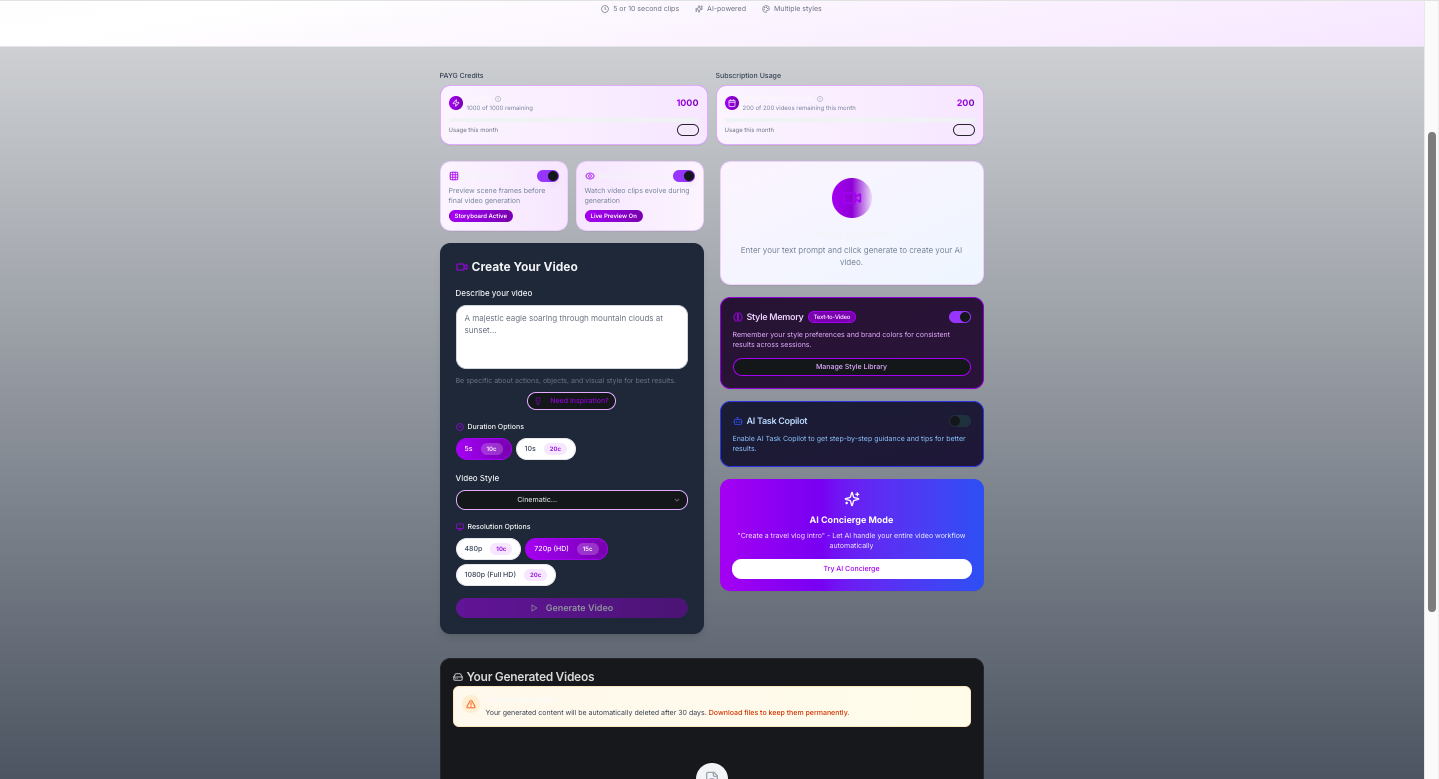 5 or 10 second clips
AI-powered
Multiple styles
PAYG Credits
1000 of 1000 remaining
1000
Usage this month
Subscription Usage
200 of 200 videos remaining this month
200
Usage this month
Preview scene frames before
final video generation
Storyboard Active
Watch video clips evolve during
generation
Live Preview On
Create Your Video
Describe your video
A majestic eagle soaring through mountain clouds at
sunset...
Be specific about actions, objects, and visual style for best results.
Need inspiration?
Duration Options
5s 10c
10s 20c
Video Style
Cinematic...
Resolution Options
480p 10c
720p (HD) 15c
1080p (Full HD) 20c
Generate Video
Enter your text prompt and click generate to create your AI
video.
Style Memory Text-to-Video
Remember your style preferences and brand colors for consistent
results across sessions.
Manage Style Library
AI Task Copilot
Enable AI Task Copilot to get step-by-step guidance and tips for better
results.
AI Concierge Mode
"Create a travel vlog intro" - Let AI handle your entire video workflow
automatically
Try AI Concierge
Your Generated Videos
Your generated content will be automatically deleted after 30 days. Download files to keep them permanently.